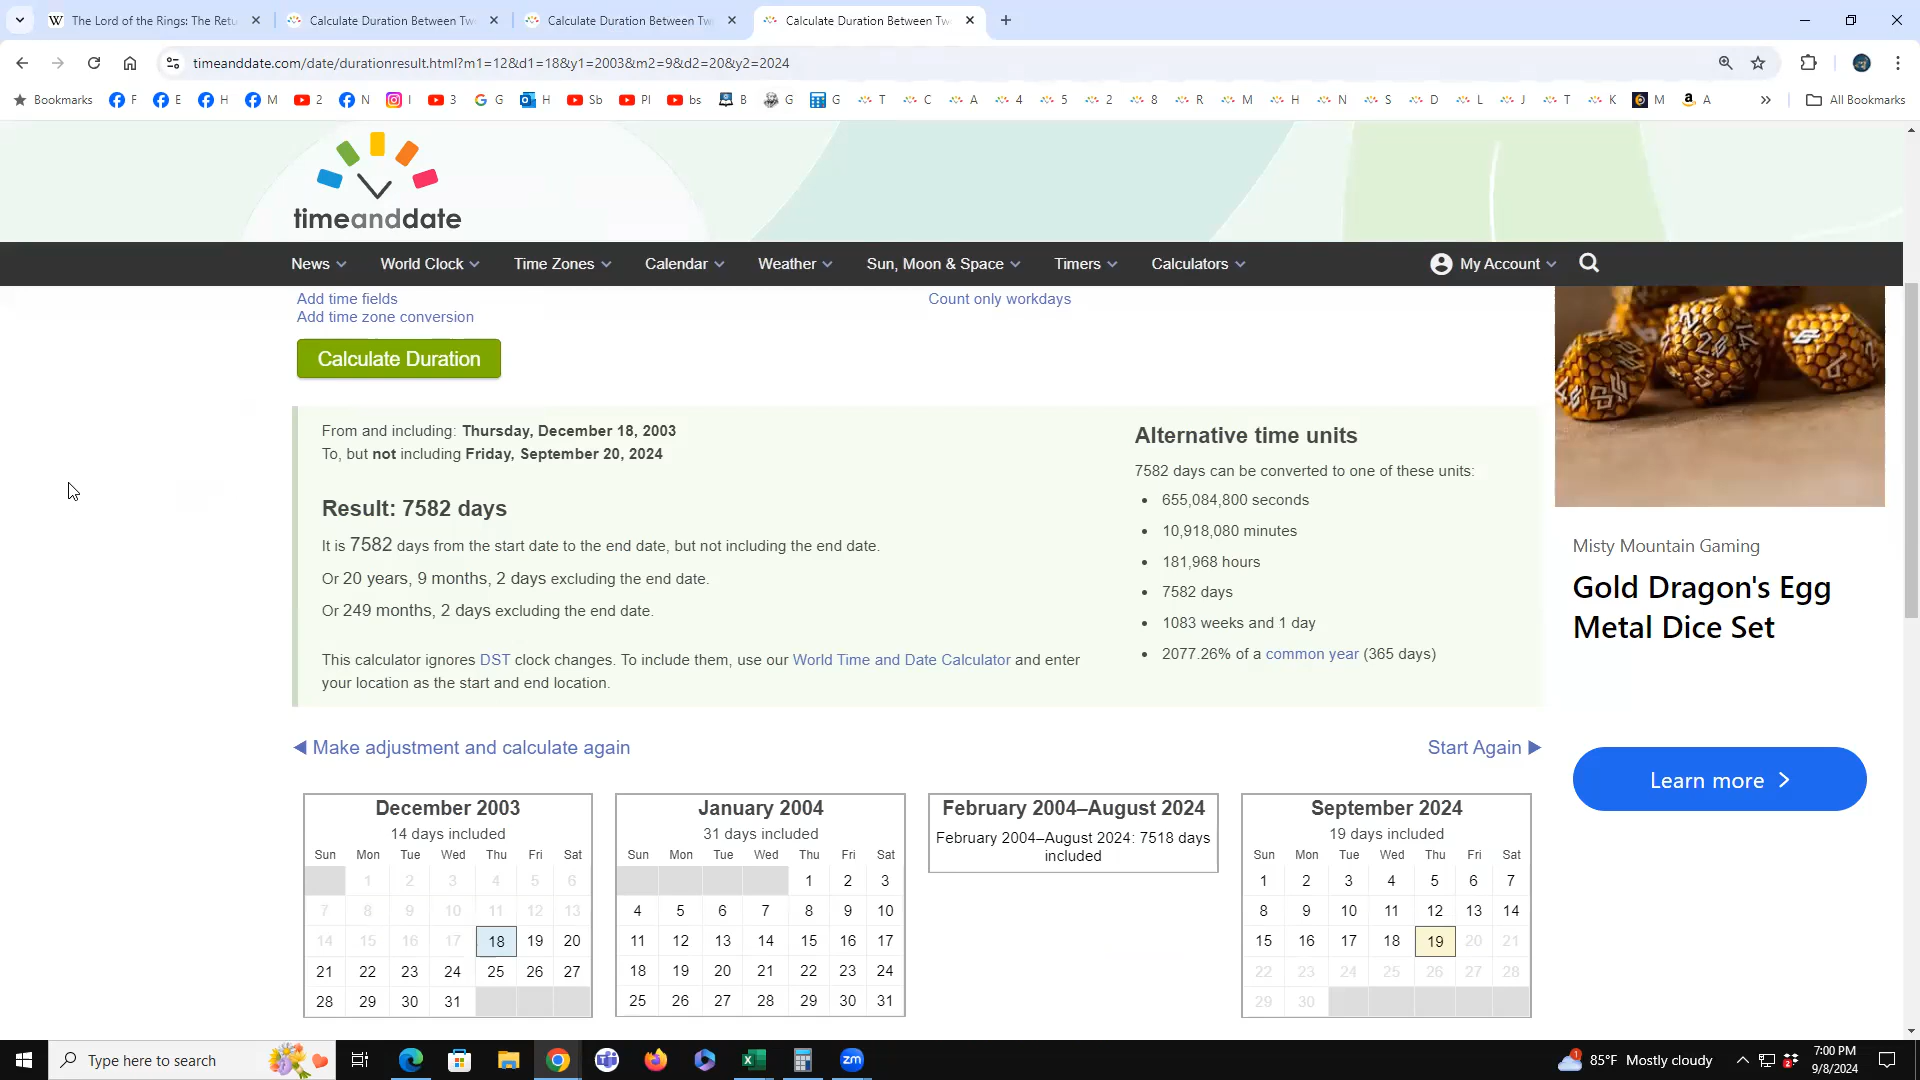 The Lord of the Rings: The Retu
Calculate Duration Between Tw
Calculate Duration Between Tw
Calculate Duration Between Tw
timeanddate.com/date/durationresult.html?m1=12&d1=18&y1=2003&m2=9&d2=20&y2=2024
Bookmarks F E H M 2 N I 3 G H Sb Pl bs B G G T C A 4 5 2 8 R M H N S D L J T K M A » All Bookmarks
timeanddate
News World Clock Time Zones Calendar Weather Sun, Moon & Space Timers Calculators My Account
Add time fields
Count only workdays
Add time zone conversion
Calculate Duration
From and including: Thursday, December 18, 2003
To, but not including Friday, September 20, 2024
Result: 7582 days
It is 7582 days from the start date to the end date, but not including the end date.
Or 20 years, 9 months, 2 days excluding the end date.
Or 249 months, 2 days excluding the end date.
This calculator ignores DST clock changes. To include them, use our World Time and Date Calculator and enter
your location as the start and end location.
Alternative time units
7582 days can be converted to one of these units:
• 655,084,800 seconds
• 10,918,080 minutes
• 181,968 hours
• 7582 days
• 1083 weeks and 1 day
• 2077.26% of a common year (365 days)
Misty Mountain Gaming
Gold Dragon's Egg
Metal Dice Set
Learn more
Make adjustment and calculate again
Start Again
December 2003
14 days included
Sun Mon Tue Wed Thu Fri Sat
1 2 3 4 5 6
7 8 9 10 11 12 13
14 15 16 17 18 19 20
21 22 23 24 25 26 27
28 29 30 31
January 2004
31 days included
Sun Mon Tue Wed Thu Fri Sat
1 2 3
4 5 6 7 8 9 10
11 12 13 14 15 16 17
18 19 20 21 22 23 24
25 26 27 28 29 30 31
February 2004–August 2024
February 2004–August 2024: 7518 days
included
September 2024
19 days included
Sun Mon Tue Wed Thu Fri Sat
1 2 3 4 5 6 7
8 9 10 11 12 13 14
15 16 17 18 19 20 21
22 23 24 25 26 27 28
29 30
Type here to search
zm
1
85°F Mostly cloudy
2
7:00 PM
9/8/2024